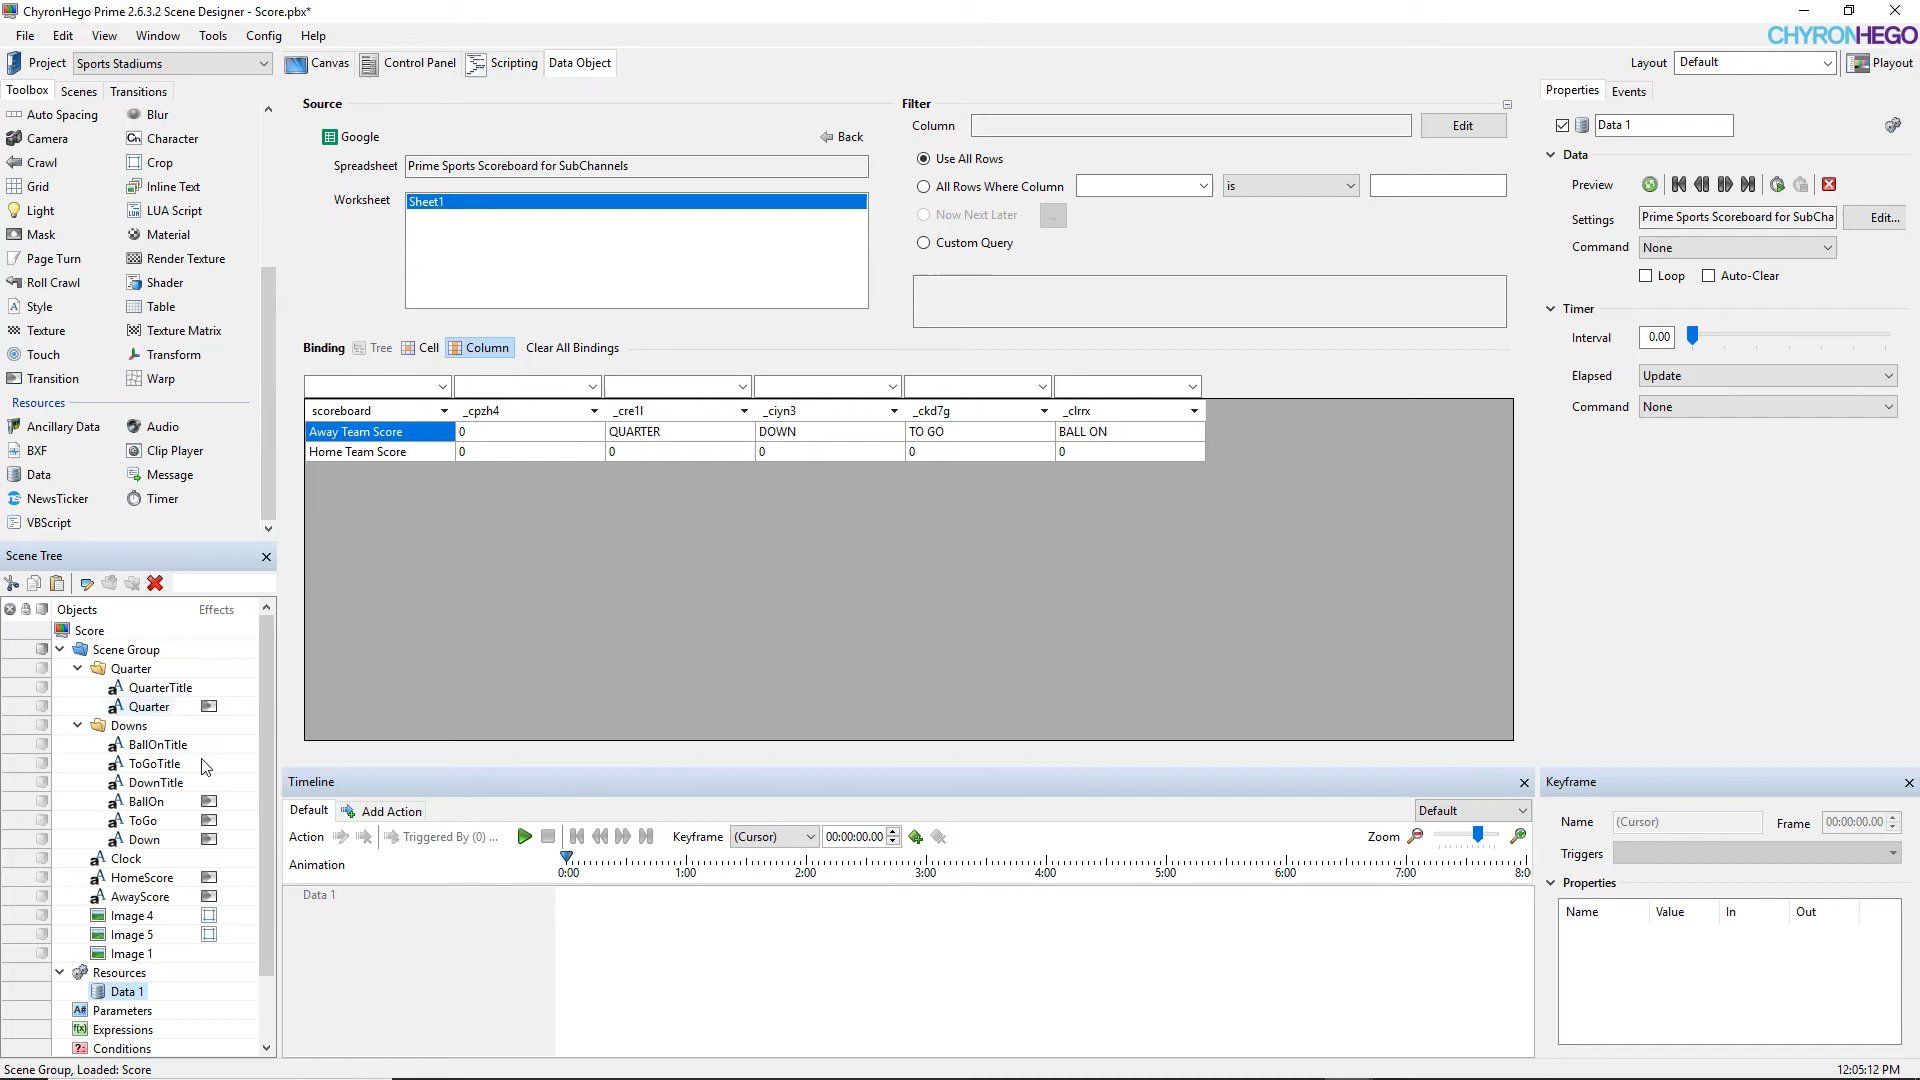 ChyronHego Prime 2.6.3.2 Scene Designer - Score.pbx*
File Edit View Window Tools Config Help
CHYRONHEGO
Project Sports Stadiums Canvas Control Panel Scripting Data Object Layout Default Playout
Toolbox Scenes Transitions
Auto Spacing Blur
Camera Character
Crawl Crop
Grid Inline Text
Light LUA Script
Mask Material
Page Turn Render Texture
Roll Crawl Shader
Style Table
Texture Texture Matrix
Touch Transform
Transition Warp
Resources
Ancillary Data Audio
BXF Clip Player
Data Message
NewsTicker Timer
VBScript
Source
Google Back
Spreadsheet Prime Sports Scoreboard for SubChannels
Worksheet Sheet1
Filter
Column Edit
Use All Rows
All Rows Where Column is
Now Next Later ..
Custom Query
Binding Tree Cell Column Clear All Bindings
scoreboard _cpzh4 _cre1l _ciyn3 _ckd7g _clrrx
Away Team Score 0 QUARTER DOWN TO GO BALL ON
Home Team Score 0 0 0 0 0
Properties Events
Data 1
Data
Preview
Settings Prime Sports Scoreboard for SubCha Edit...
Command None
Loop Auto-Clear
Timer
Interval 0.00
Elapsed Update
Command None
Scene Tree
Objects Effects
Score
Scene Group
Quarter
QuarterTitle
Quarter
Downs
BallOnTitle
ToGoTitle
DownTitle
BallOn
ToGo
Down
Clock
HomeScore
AwayScore
Image 4
Image 5
Image 1
Resources
Data 1
Parameters
Expressions
Conditions
Timeline
Default Add Action Default
Action Triggered By (0) ... Keyframe (Cursor) 00:00:00.00 Zoom
Animation 0:00 1:00 2:00 3:00 4:00 5:00 6:00 7:00 8:0
Data 1
Keyframe
Name (Cursor) Frame 00:00:00.00
Triggers
Properties
Name Value In Out
Scene Group, Loaded: Score
12:05:12 PM